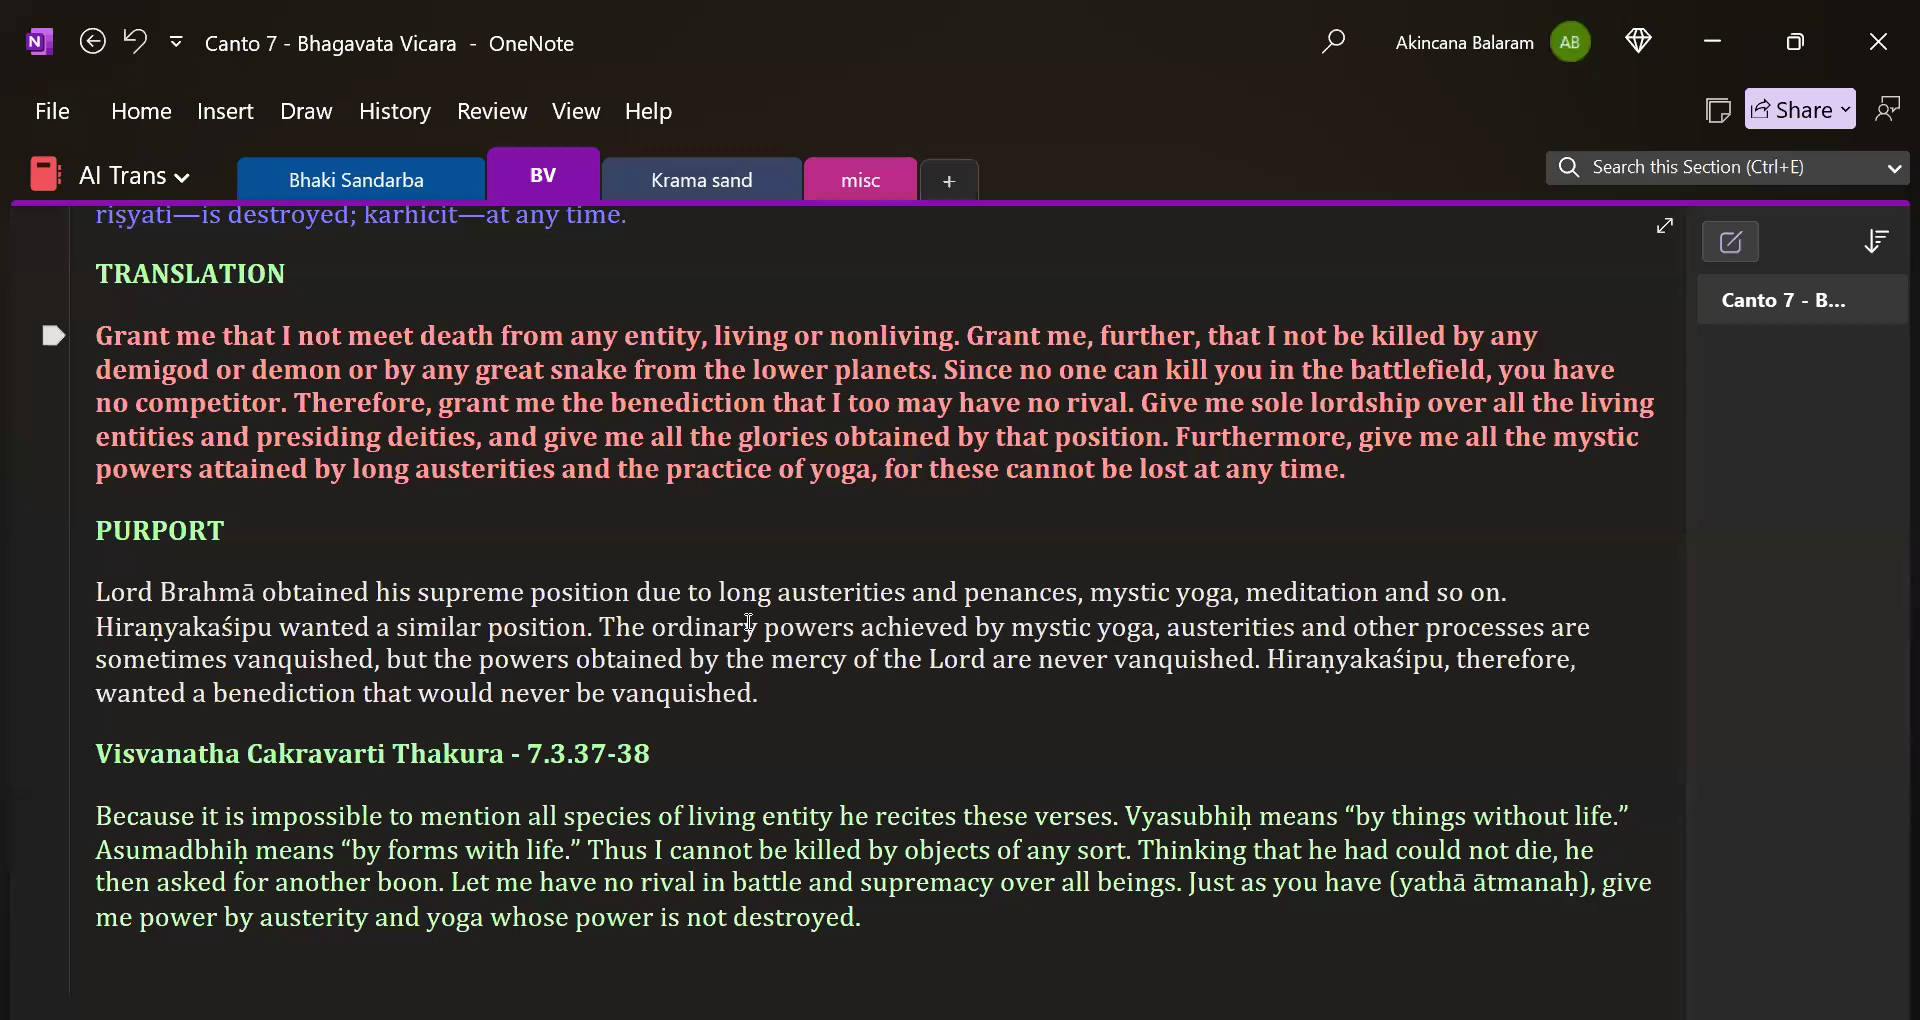 N Canto 7 - Bhagavata Vicara - OneNote Akincana Balaram AB
File Home Insert Draw History Review View Help Share
AI Trans Bhaki Sandarba BV Krama sand misc + Search this Section (Ctrl+E)
riṣyati—is destroyed; karhicit—at any time.
TRANSLATION
Canto 7 - B...
Grant me that I not meet death from any entity, living or nonliving. Grant me, further, that I not be killed by any
demigod or demon or by any great snake from the lower planets. Since no one can kill you in the battlefield, you have
no competitor. Therefore, grant me the benediction that I too may have no rival. Give me sole lordship over all the living
entities and presiding deities, and give me all the glories obtained by that position. Furthermore, give me all the mystic
powers attained by long austerities and the practice of yoga, for these cannot be lost at any time.
PURPORT
Lord Brahmā obtained his supreme position due to long austerities and penances, mystic yoga, meditation and so on.
Hiraṇyakaśipu wanted a similar position. The ordinary powers achieved by mystic yoga, austerities and other processes are
sometimes vanquished, but the powers obtained by the mercy of the Lord are never vanquished. Hiraṇyakaśipu, therefore,
wanted a benediction that would never be vanquished.
Visvanatha Cakravarti Thakura - 7.3.37-38
Because it is impossible to mention all species of living entity he recites these verses. Vyasubhiḥ means “by things without life.”
Asumadbhiḥ means “by forms with life.” Thus I cannot be killed by objects of any sort. Thinking that he had could not die, he
then asked for another boon. Let me have no rival in battle and supremacy over all beings. Just as you have (yathā ātmanaḥ), give
me power by austerity and yoga whose power is not destroyed.